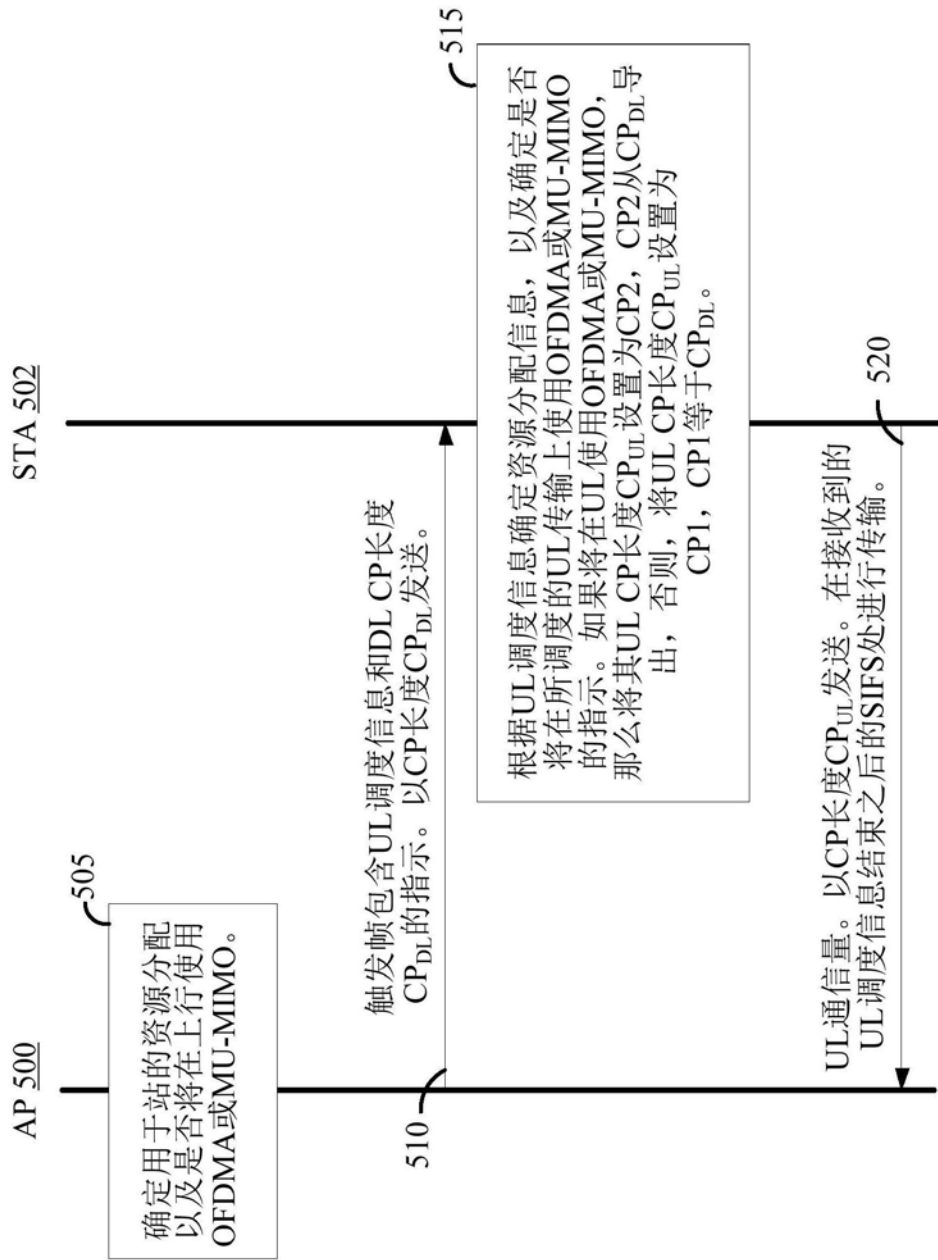 AP 500
STA 502
505
确定用于站的资源分配
以及是否将在上行使用
OFDMA或MU-MIMO。
510
触发帧包含UL调度信息和DL CP长度
CP_DL的指示。以CP长度CP_DL发送。
515
根据UL调度信息确定资源分配信息，以及确定是否
将在所调度的UL传输上使用OFDMA或MU-MIMO
的指示。如果将在UL使用OFDMA或MU-MIMO，
那么将其UL CP长度CP_UL设置为CP2，CP2从CP_DL导
出，否则，将UL CP长度CP_UL设置为
CP1，CP1等于CP_DL。
UL通信量。以CP长度CP_UL发送。在接收到的
UL调度信息结束之后的SIFS处进行传输。
520